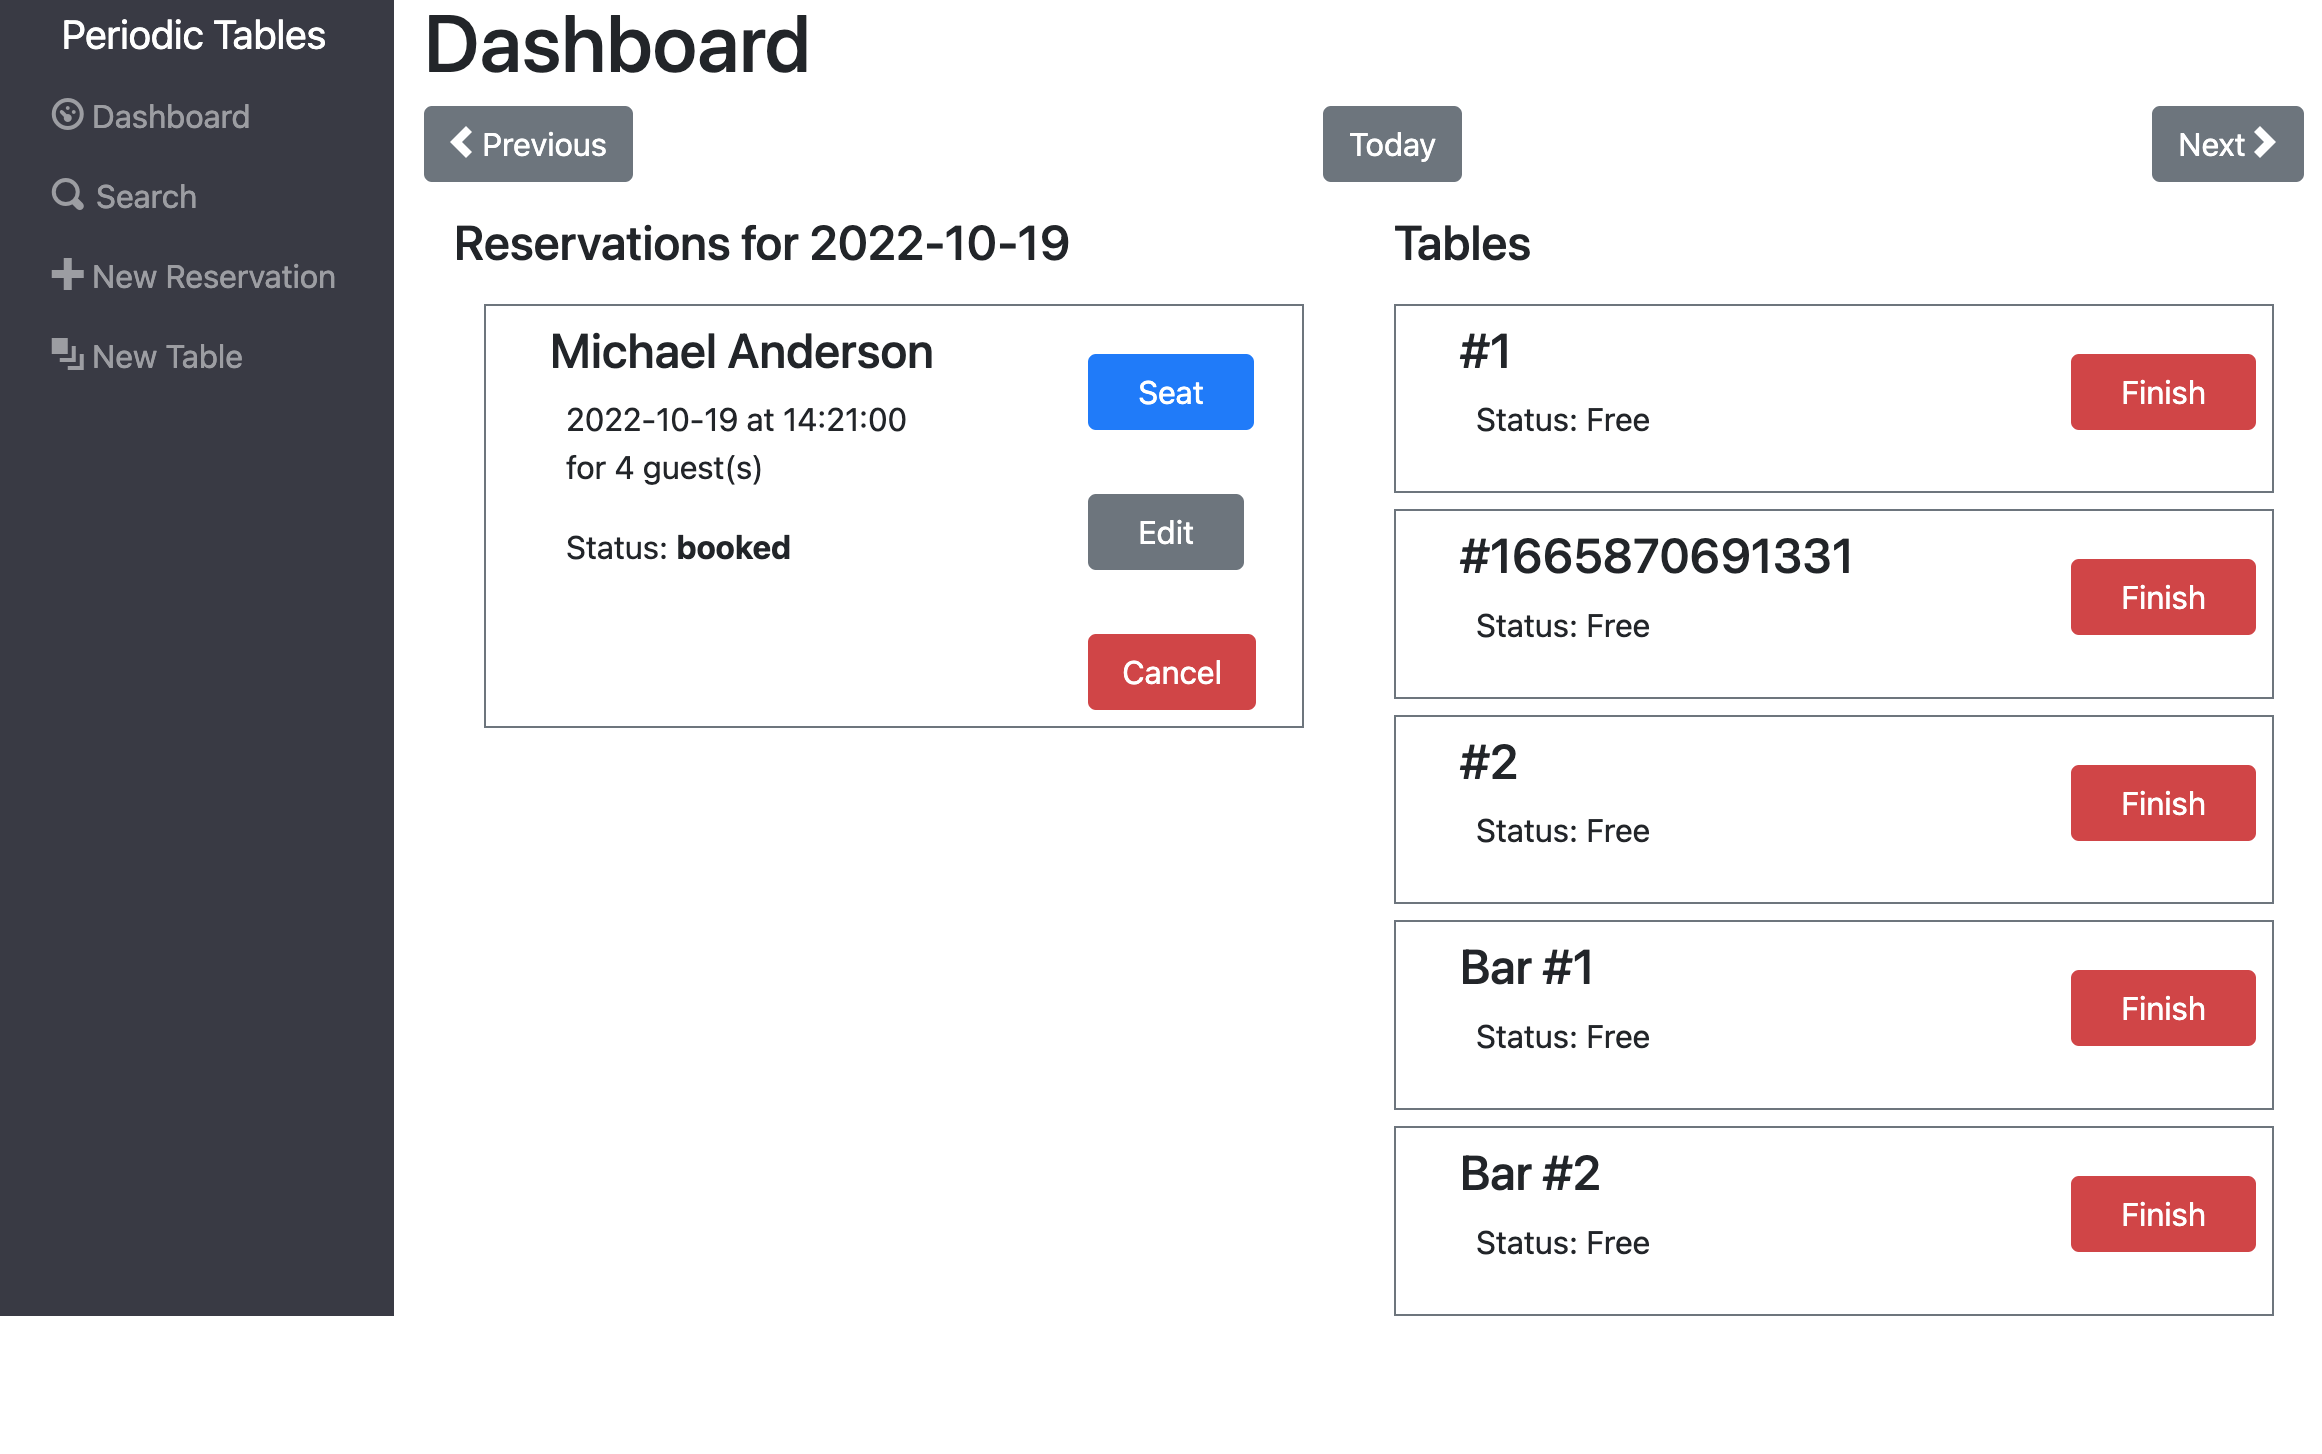 Periodic Tables
Dashboard
Search
New Reservation
New Table
Dashboard
Previous
Today
Next
Reservations for 2022-10-19
Michael Anderson
2022-10-19 at 14:21:00
for 4 guest(s)
Status: booked
Seat
Edit
Cancel
Tables
#1
Status: Free
Finish
#1665870691331
Status: Free
Finish
#2
Status: Free
Finish
Bar #1
Status: Free
Finish
Bar #2
Status: Free
Finish